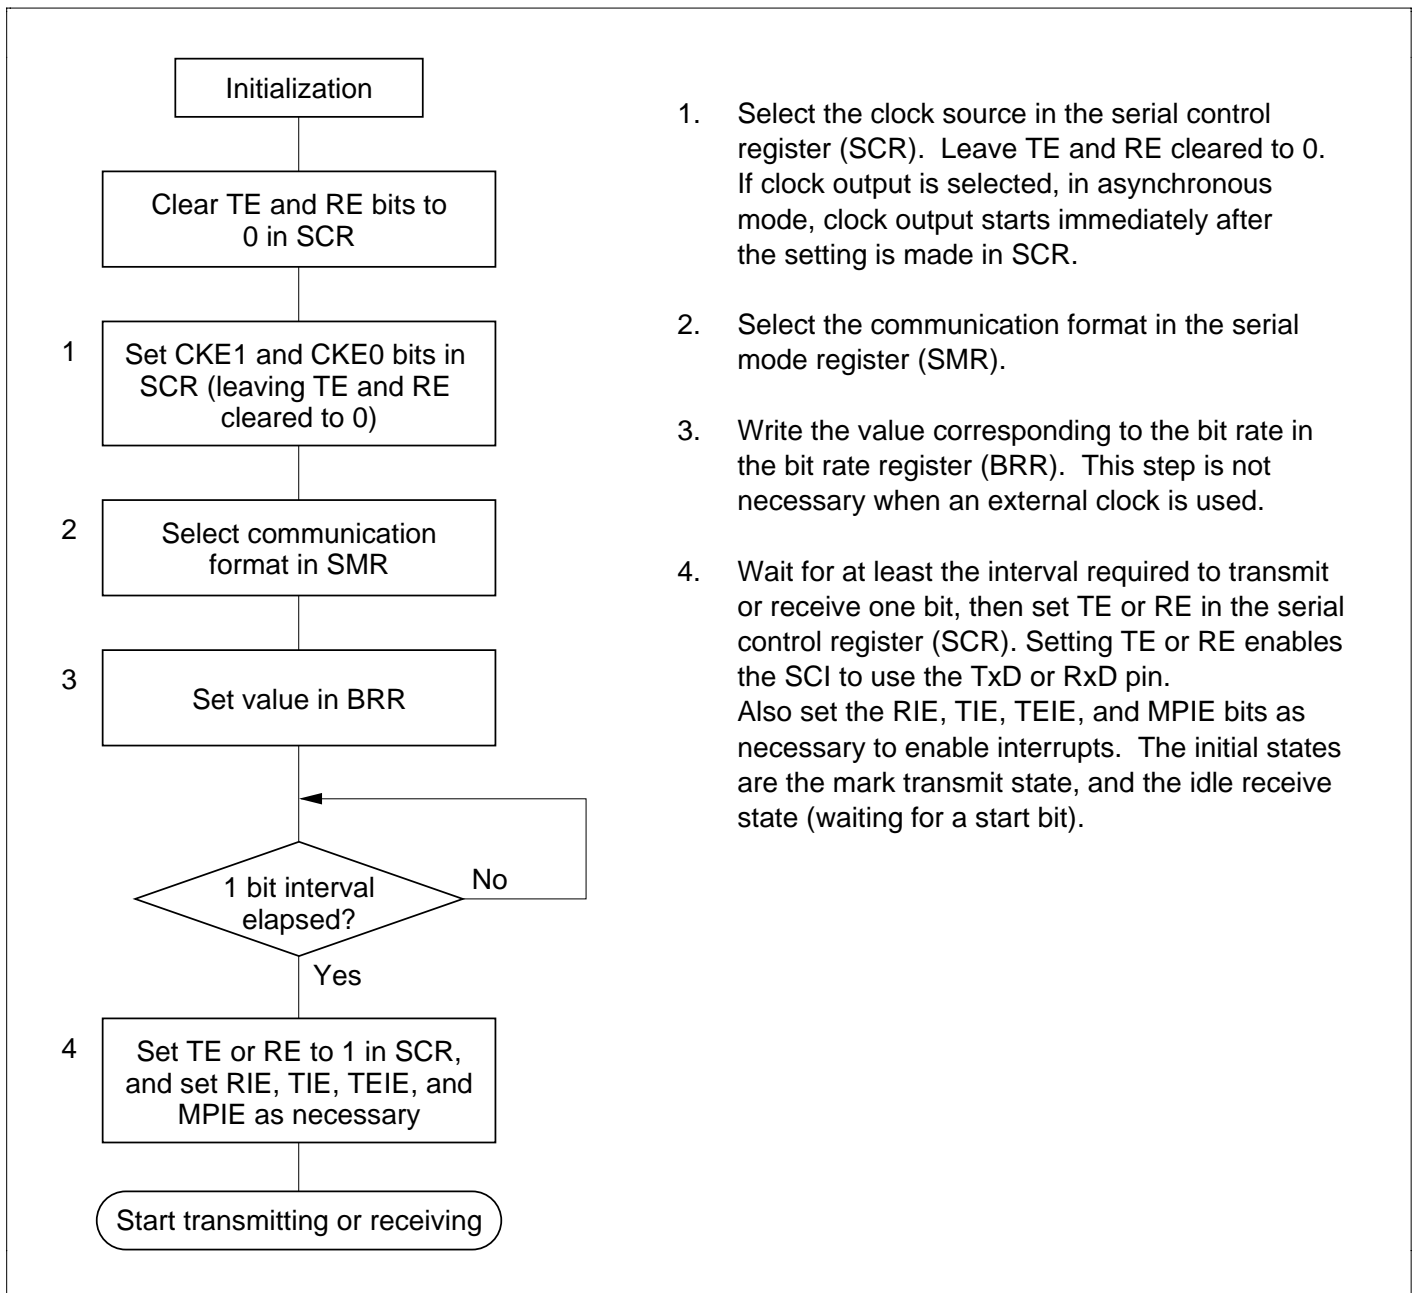 Initialization
Clear TE and RE bits to
0 in SCR
1
Set CKE1 and CKE0 bits in
SCR (leaving TE and RE
cleared to 0)
2
Select communication
format in SMR
3
Set value in BRR
1 bit interval
elapsed?
No
Yes
4
Set TE or RE to 1 in SCR,
and set RIE, TIE, TEIE, and
MPIE as necessary
Start transmitting or receiving
1. Select the clock source in the serial control
register (SCR). Leave TE and RE cleared to 0.
If clock output is selected, in asynchronous
mode, clock output starts immediately after
the setting is made in SCR.
2. Select the communication format in the serial
mode register (SMR).
3. Write the value corresponding to the bit rate in
the bit rate register (BRR). This step is not
necessary when an external clock is used.
4. Wait for at least the interval required to transmit
or receive one bit, then set TE or RE in the serial
control register (SCR). Setting TE or RE enables
the SCI to use the TxD or RxD pin.
Also set the RIE, TIE, TEIE, and MPIE bits as
necessary to enable interrupts. The initial states
are the mark transmit state, and the idle receive
state (waiting for a start bit).